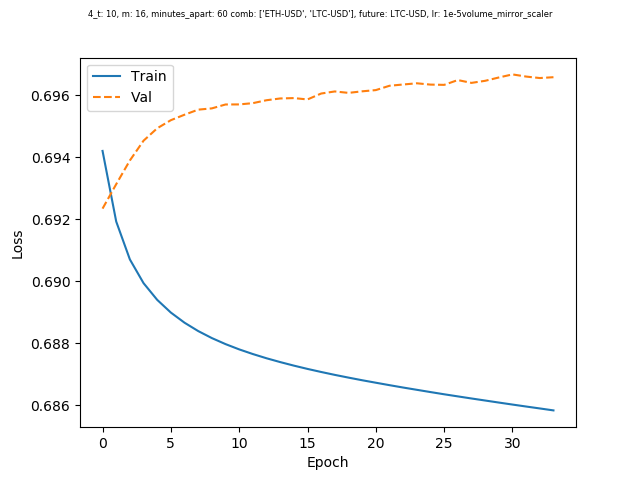 4_t: 10, m: 16, minutes_apart: 60 comb: ['ETH-USD', 'LTC-USD'], future: LTC-USD, lr: 1e-5volume_mirror_scaler
Train
Val
0.696
0.694
0.692
0.690
0.688
0.686
Loss
0 5 10 15 20 25 30
Epoch